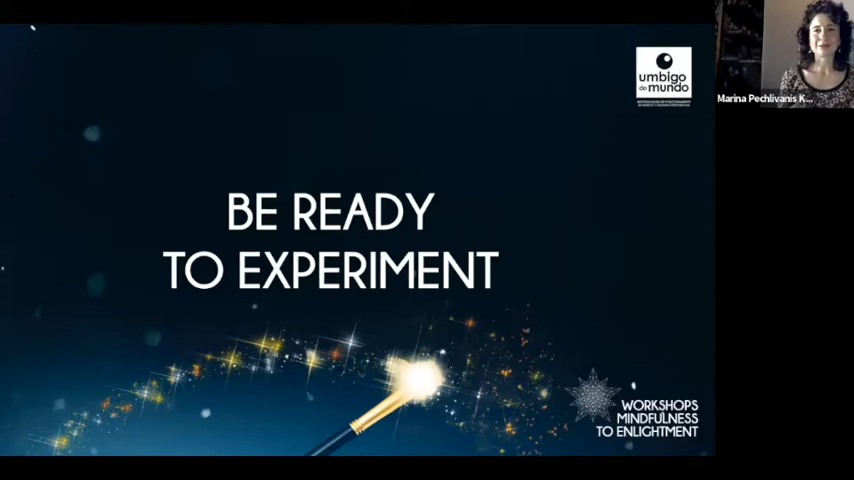 umbigo
do mundo
Marina Pechlivanis K...
BE READY
TO EXPERIMENT
WORKSHOPS
MINDFULNESS
TO ENLIGHTMENT